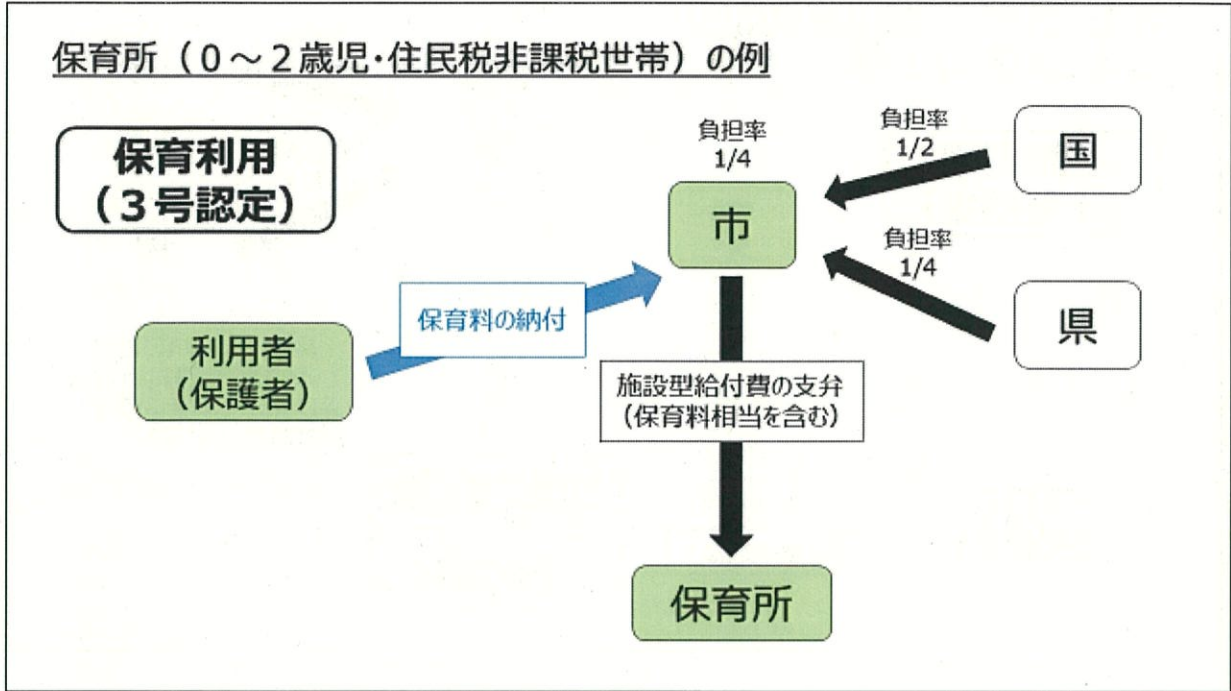 保育所（０～２歳児・住民税非課税世帯）の例
保育利用
（３号認定）
負担率
1/4
負担率
1/2
国
市
負担率
1/4
県
保育料の納付
利用者
（保護者）
施設型給付費の支弁
（保育料相当を含む）
保育所